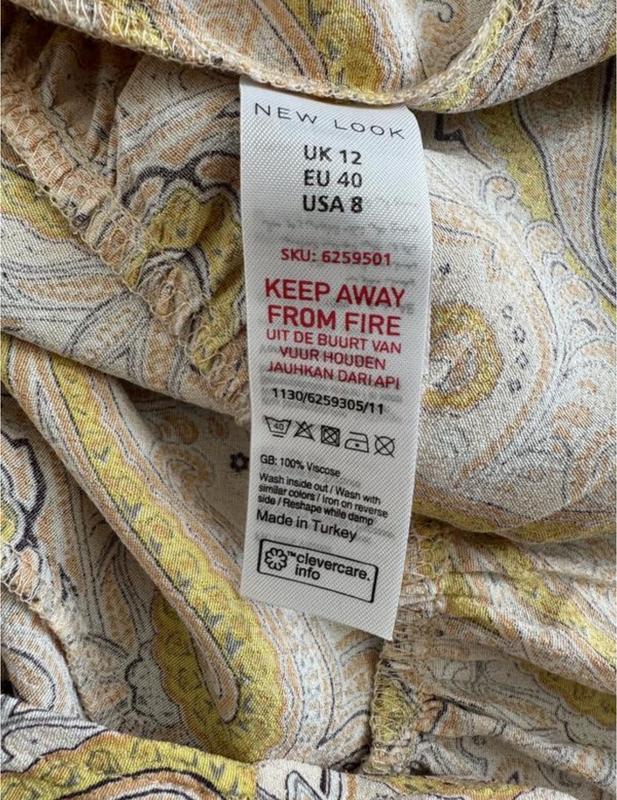 NEW LOOK
UK 12
EU 40
USA 8
SKU: 6259501
KEEP AWAY
FROM FIRE
UIT DE BUURT VAN
VUUR HOUDEN
JAUHKAN DARI API
1130/6259305/11
40
GB: 100% Viscose
Wash inside out / Wash with
similar colors / Iron on reverse
side / Reshape while damp
Made in Turkey
™clevercare.
info